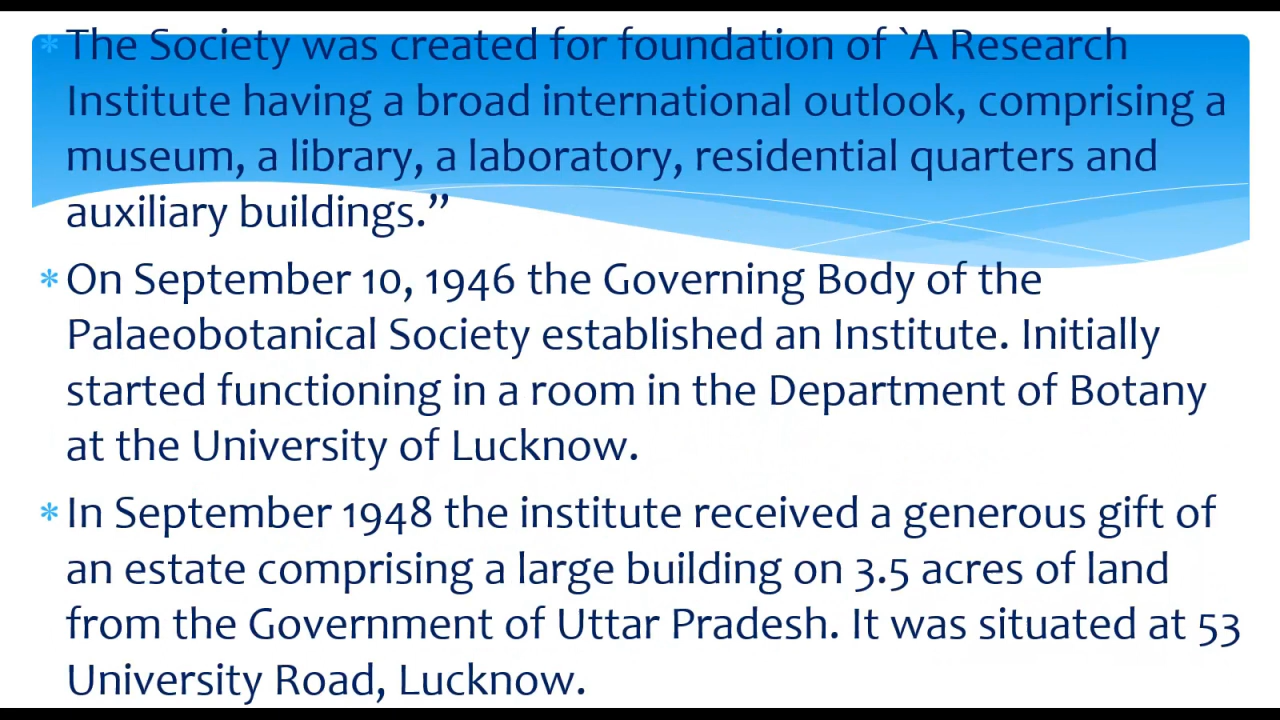 * The Society was created for foundation of `A Research
Institute having a broad international outlook, comprising a
museum, a library, a laboratory, residential quarters and
auxiliary buildings.”
* On September 10, 1946 the Governing Body of the
Palaeobotanical Society established an Institute. Initially
started functioning in a room in the Department of Botany
at the University of Lucknow.
* In September 1948 the institute received a generous gift of
an estate comprising a large building on 3.5 acres of land
from the Government of Uttar Pradesh. It was situated at 53
University Road, Lucknow.